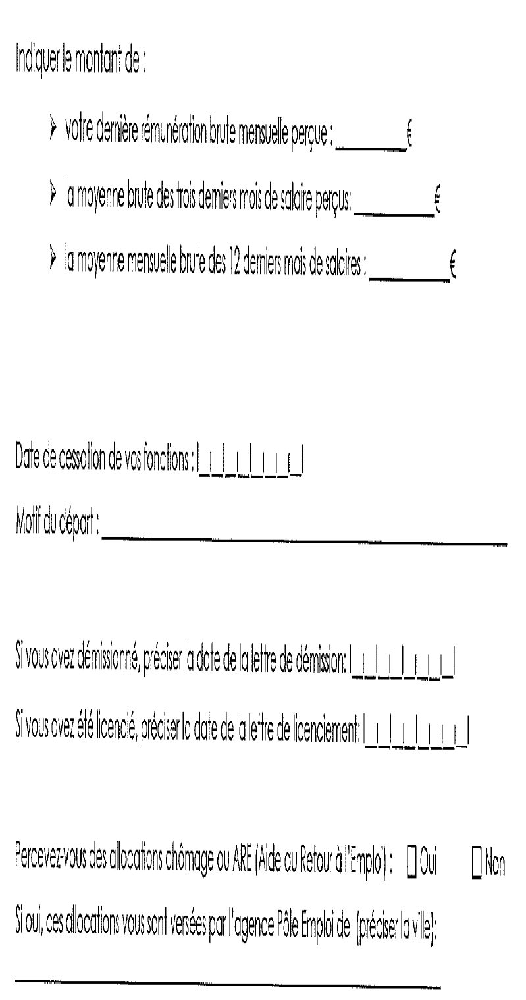 Indiquer le montant de :
➤ votre dernière rémunération brute mensuelle perçue : ________€
➤ la moyenne brute des trois derniers mois de salaire perçus: ________€
➤ la moyenne mensuelle brute des 12 derniers mois de salaires : ________€
Date de cessation de vos fonctions : |_|_|_|_|_|_|_|_|
Motif du départ : ________________________
Si vous avez démissionné, préciser la date de la lettre de démission: |_|_|_|_|_|_|_|_|
Si vous avez été licencié, préciser la date de la lettre de licenciement: |_|_|_|_|_|_|_|_|
Percevez-vous des allocations chômage ou ARE (Aide au Retour à l'Emploi) : ☐ Oui ☐ Non
Si oui, ces allocations vous sont versées par l'agence Pôle Emploi de (préciser la ville):
________________________